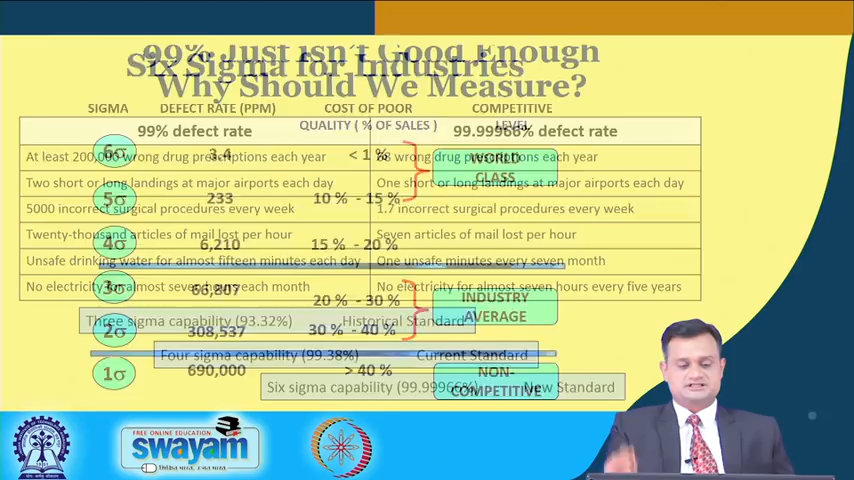 99% Just Isn't Good Enough
Six Sigma for Industries
Why Should We Measure?
SIGMA DEFECT RATE (PPM) COST OF POOR QUALITY ( % OF SALES ) COMPETITIVE LEVEL
99% defect rate 99.99966% defect rate
At least 200,000 wrong drug prescriptions each year 68 wrong drug prescriptions each year
Two short or long landings at major airports each day One short or long landings at major airports each day
5000 incorrect surgical procedures every week 1.7 incorrect surgical procedures every week
Twenty-thousand articles of mail lost per hour Seven articles of mail lost per hour
Unsafe drinking water for almost fifteen minutes each day One unsafe minutes every seven month
No electricity for almost seven hours each month No electricity for almost seven hours every five years
6σ 3.4 < 1 % WORLD CLASS
5σ 233 10 % - 15 %
4σ 6,210 15 % - 20 %
3σ 66,807 20 % - 30 % INDUSTRY AVERAGE
2σ 308,537 30 % - 40 %
1σ 690,000 > 40 % NON-COMPETITIVE
Three sigma capability (93.32%) Historical Standard
Four sigma capability (99.38%) Current Standard
Six sigma capability (99.99966%) New Standard
FREE ONLINE EDUCATION
swayam